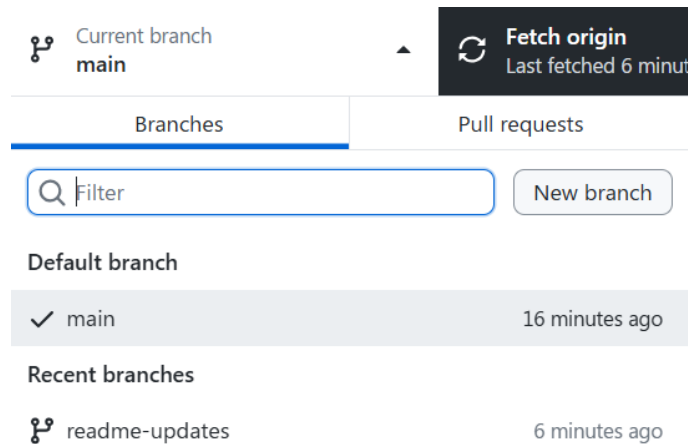 Current branch
main
Fetch origin
Last fetched 6
Branches
Pull requests
Filter
New branch
Default branch
main
16 minutes ago
Recent branches
readme-updates
6 minutes ago